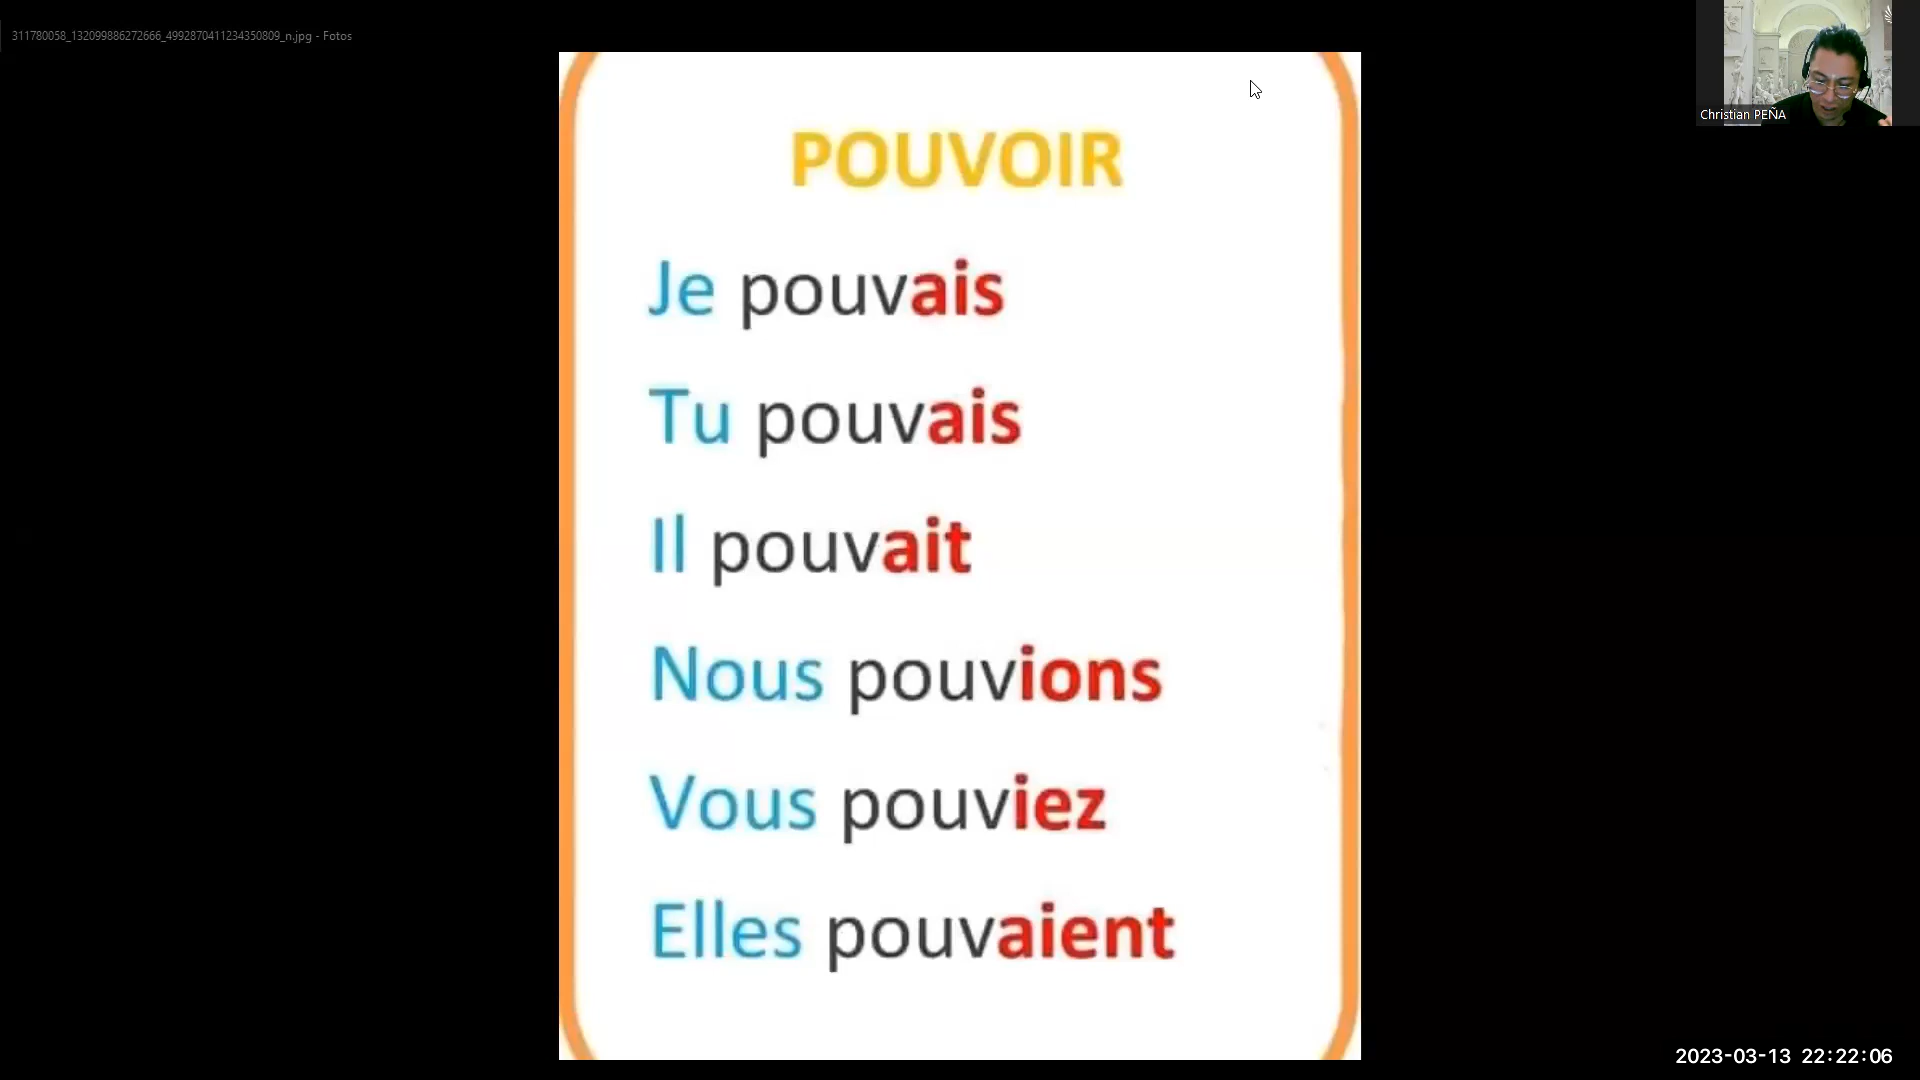 311780058_132099886272666_4992870411234350809_n.jpg - Fotos
Christian PEÑA
POUVOIR
Je pouvais
Tu pouvais
Il pouvait
Nous pouvions
Vous pouviez
Elles pouvaient
2023-03-13 22:22:06